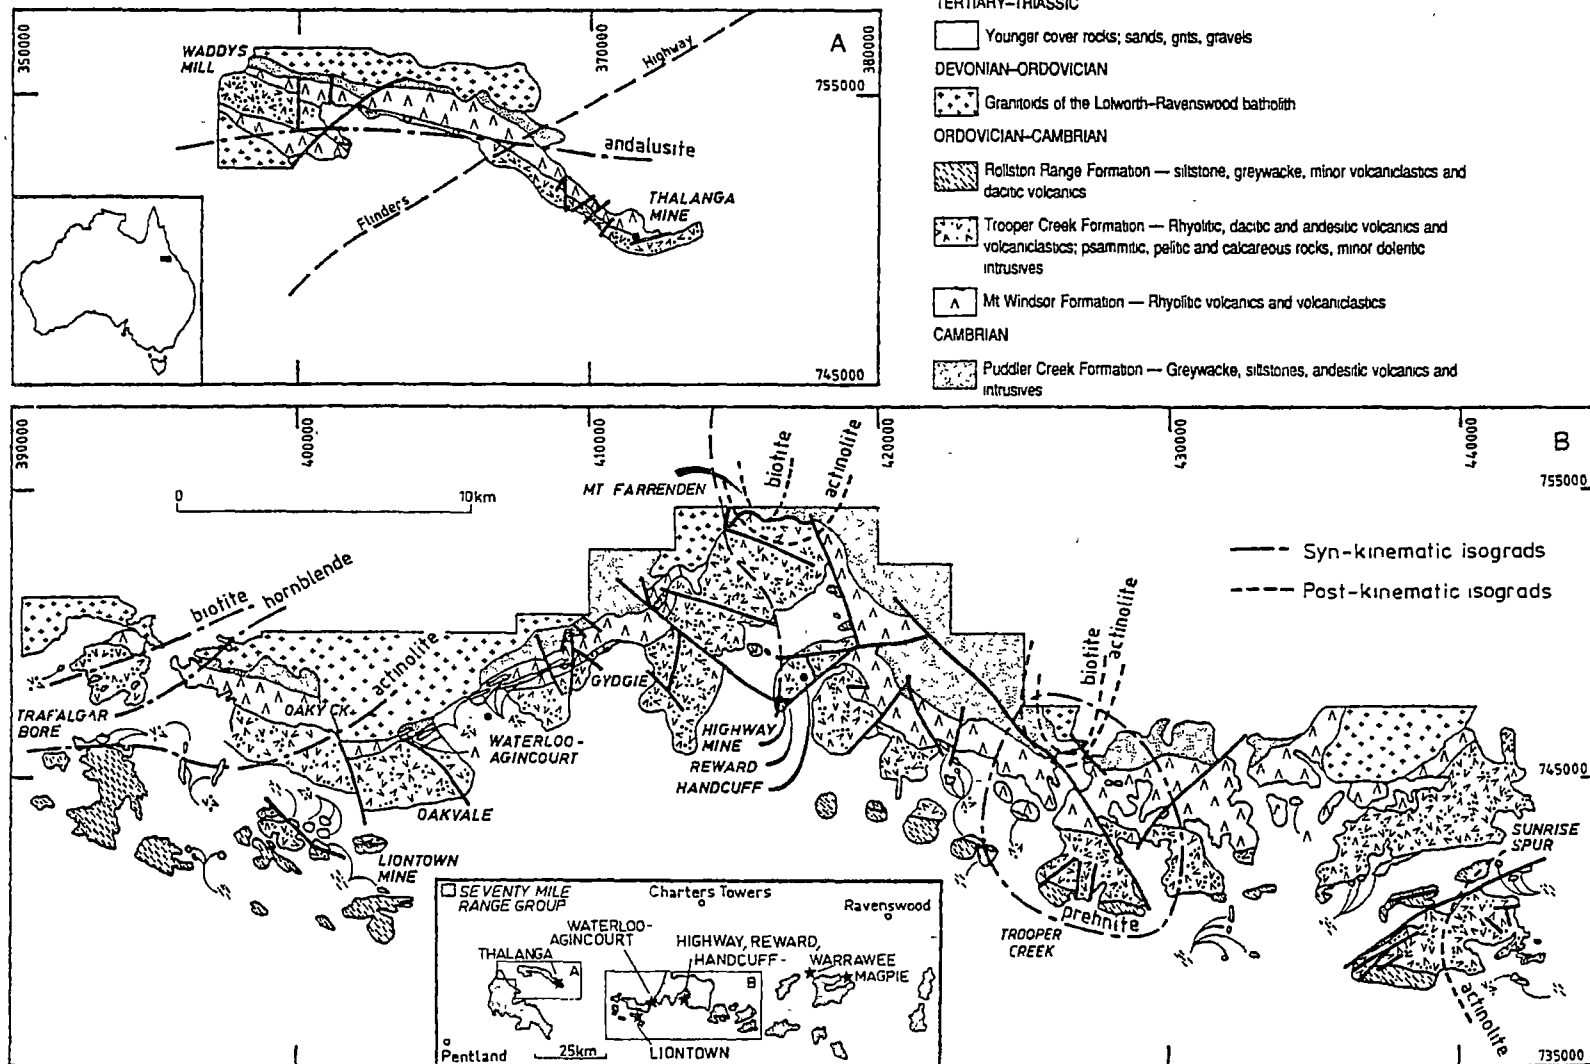 TERTIARY-TRIASSIC
Younger cover rocks; sands, grits, gravels
DEVONIAN-ORDOVICIAN
Granitoids of the Lolworth-Ravenswood batholith
ORDOVICIAN-CAMBRIAN
Rollston Range Formation — siltstone, greywacke, minor volcaniclastics and
dacitic volcanics
Trooper Creek Formation — Rhyolitic, dacitic and andesitic volcanics and
volcaniclastics; psammitic, pelitic and calcareous rocks, minor doleritic
intrusives
Mt Windsor Formation — Rhyolitic volcanics and volcaniclastics
CAMBRIAN
Puddler Creek Formation — Greywacke, siltstones, andesitic volcanics and
intrusives
350000
370000
380000
A
WADDYS
MILL
Highway
755000
andalusite
Flinders
THALANGA
MINE
745000
390000
400000
410000
420000
430000
440000
B
755000
0
10km
MT FARRENDEN
biotite
actinolite
Syn-kinematic isograds
Post-kinematic isograds
biotite
hornblende
actinolite
biotite
actinolite
TRAFALGAR
BORE
OAKY CK.
GYDGIE
WATERLOO-
AGINCOURT
HIGHWAY
MINE
REWARD
HANDCUFF
745000
OAKVALE
LIONTOWN
MINE
SUNRISE
SPUR
prehnite
TROOPER
CREEK
actinolite
735000
SEVENTY MILE
RANGE GROUP
Charters Towers
Ravenswood
WATERLOO-
AGINCOURT
HIGHWAY, REWARD,
HANDCUFF
THALANGA
A
WARRAWEE
MAGPIE
B
Pentland
25km
LIONTOWN